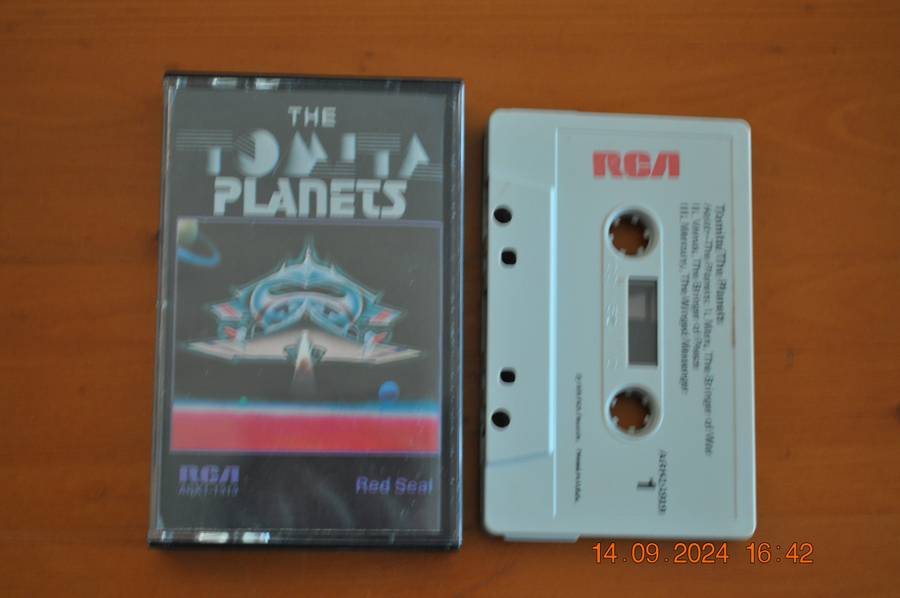 THE
TOMITA
PLANETS
RCA
Red Seal
RCA
Tomita: The Planets
Holst—The Planets: I. Mars, The Bringer of War
II. Venus, The Bringer of Peace
III. Mercury, The Winged Messenger
1
14.09.2024 16:42